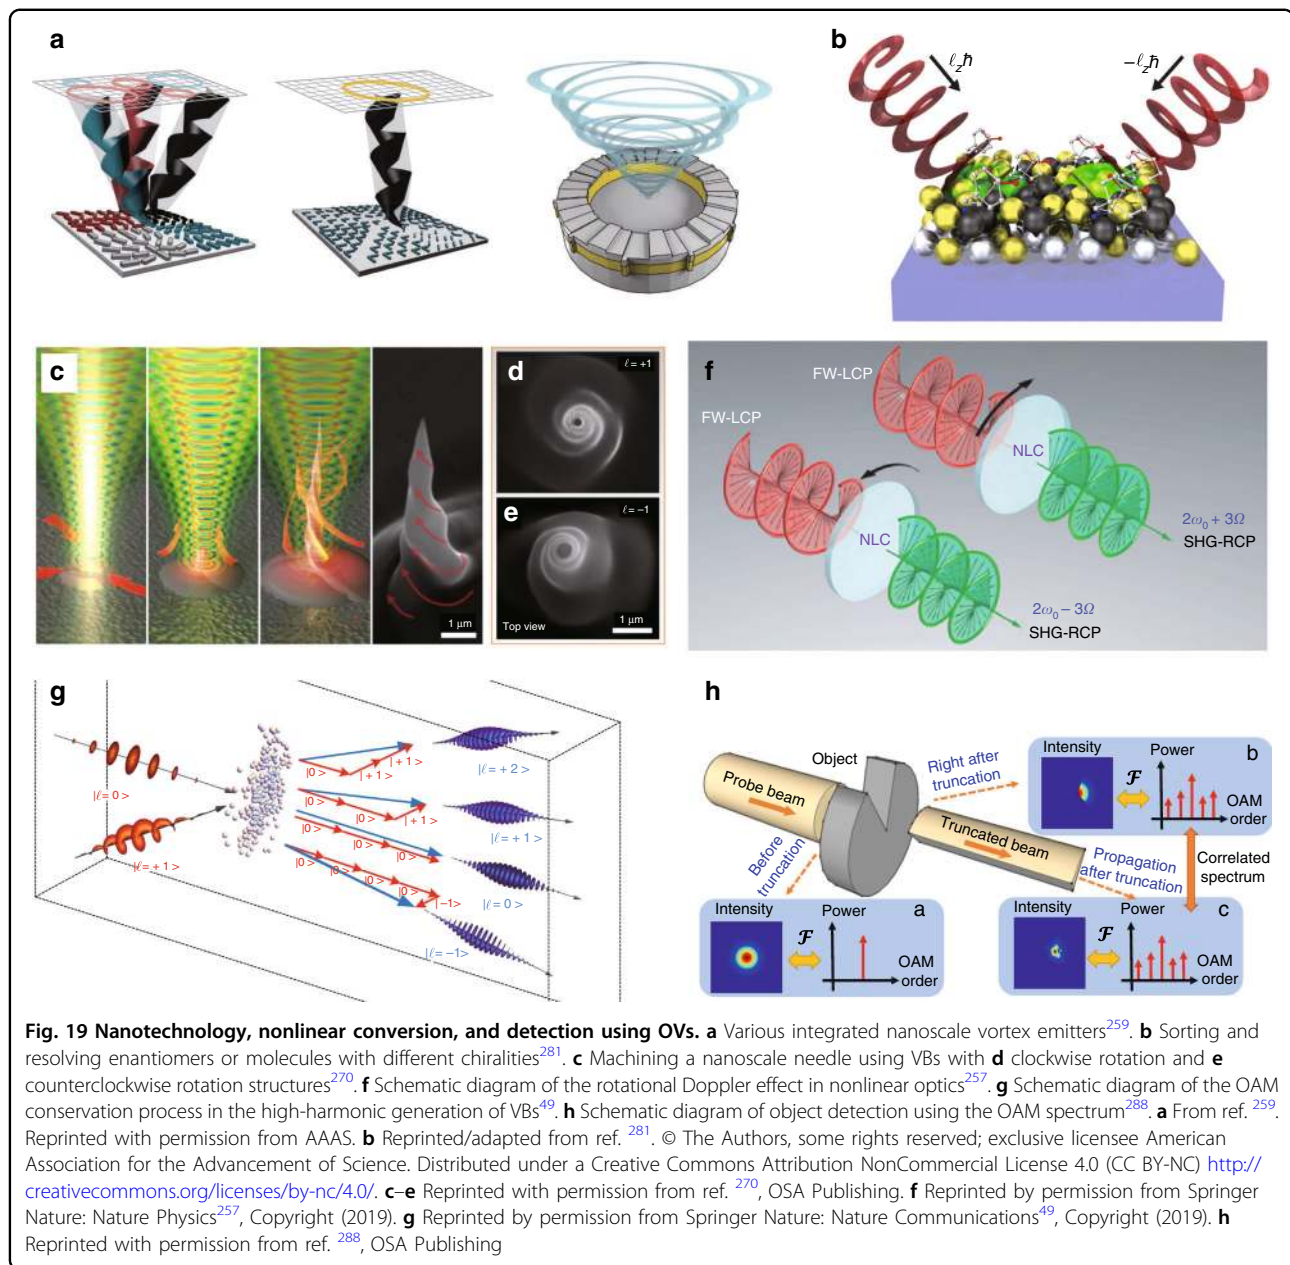 a
b
ℓzħ
−ℓzħ
c
1 µm
d
ℓ = +1
e
ℓ = −1
Top view
1 µm
f
FW-LCP
FW-LCP
NLC
NLC
2ω0 + 3Ω
SHG-RCP
2ω0 − 3Ω
SHG-RCP
g
|ℓ= 0 >
|ℓ= + 1 >
|0 >
|+ 1 >
|+ 1 >
|ℓ= + 2 >
|0 >
|0 >
|+ 1 >
|ℓ= + 1 >
|0 >
|0 >
|0 >
|ℓ= 0 >
|0 >
|0 >
|0 >
|0 >
|−1>
|ℓ= −1>
h
Object
Probe beam
Truncated beam
Right after
truncation
Before
truncation
Propagation
after truncation
Intensity
Power
b
ℱ
OAM
order
Correlated
spectrum
Intensity
Power
a
ℱ
OAM
order
Intensity
Power
c
ℱ
OAM
order
Fig. 19 Nanotechnology, nonlinear conversion, and detection using OVs. a Various integrated nanoscale vortex emitters259. b Sorting and
resolving enantiomers or molecules with different chiralities281. c Machining a nanoscale needle using VBs with d clockwise rotation and e
counterclockwise rotation structures270. f Schematic diagram of the rotational Doppler effect in nonlinear optics257. g Schematic diagram of the OAM
conservation process in the high-harmonic generation of VBs49. h Schematic diagram of object detection using the OAM spectrum288. a From ref. 259.
Reprinted with permission from AAAS. b Reprinted/adapted from ref. 281. © The Authors, some rights reserved; exclusive licensee American
Association for the Advancement of Science. Distributed under a Creative Commons Attribution NonCommercial License 4.0 (CC BY-NC) http://
creativecommons.org/licenses/by-nc/4.0/. c–e Reprinted with permission from ref. 270, OSA Publishing. f Reprinted by permission from Springer
Nature: Nature Physics257, Copyright (2019). g Reprinted by permission from Springer Nature: Nature Communications49, Copyright (2019). h
Reprinted with permission from ref. 288, OSA Publishing